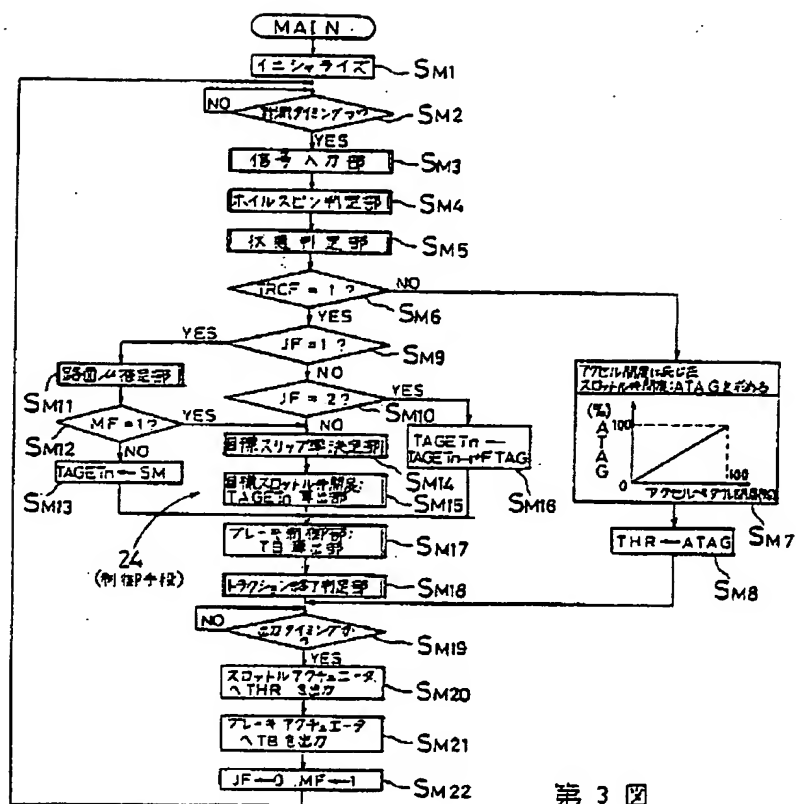 MAIN
イニシャライズ
SM1
NO
計測タイミングか?
SM2
YES
信号入力部
SM3
ホイルスピン判定部
SM4
状態判定部
SM5
TRCF = 1 ?
NO
SM6
YES
YES
JF = 1 ?
SM9
NO
路面μ推定部
SM11
JF = 2 ?
YES
SM10
NO
MF = 1 ?
YES
SM12
NO
目標スリップ率決定部
SM14
TAGETn ← SM
SM13
目標スロットル弁開度:
TAGETn 算出部
SM15
TAGETn ←
SM16
アクセル開度に応じた
スロットル弁開度:ATAGを求める
(%)
ATAG
100
0
100
アクセルペダル開度(%)
SM7
THR ← ATAG
SM8
24
(制御手段)
ブレーキ制御部:
TB 算出部
SM17
トラクション終了判定部
SM18
NO
出力タイミングか
?
SM19
YES
スロットルアクチュエータ
へTHR を出力
SM20
ブレーキアクチュエータ
へTBを出力
SM21
JF←0 , MF←1
SM22
第 3 図